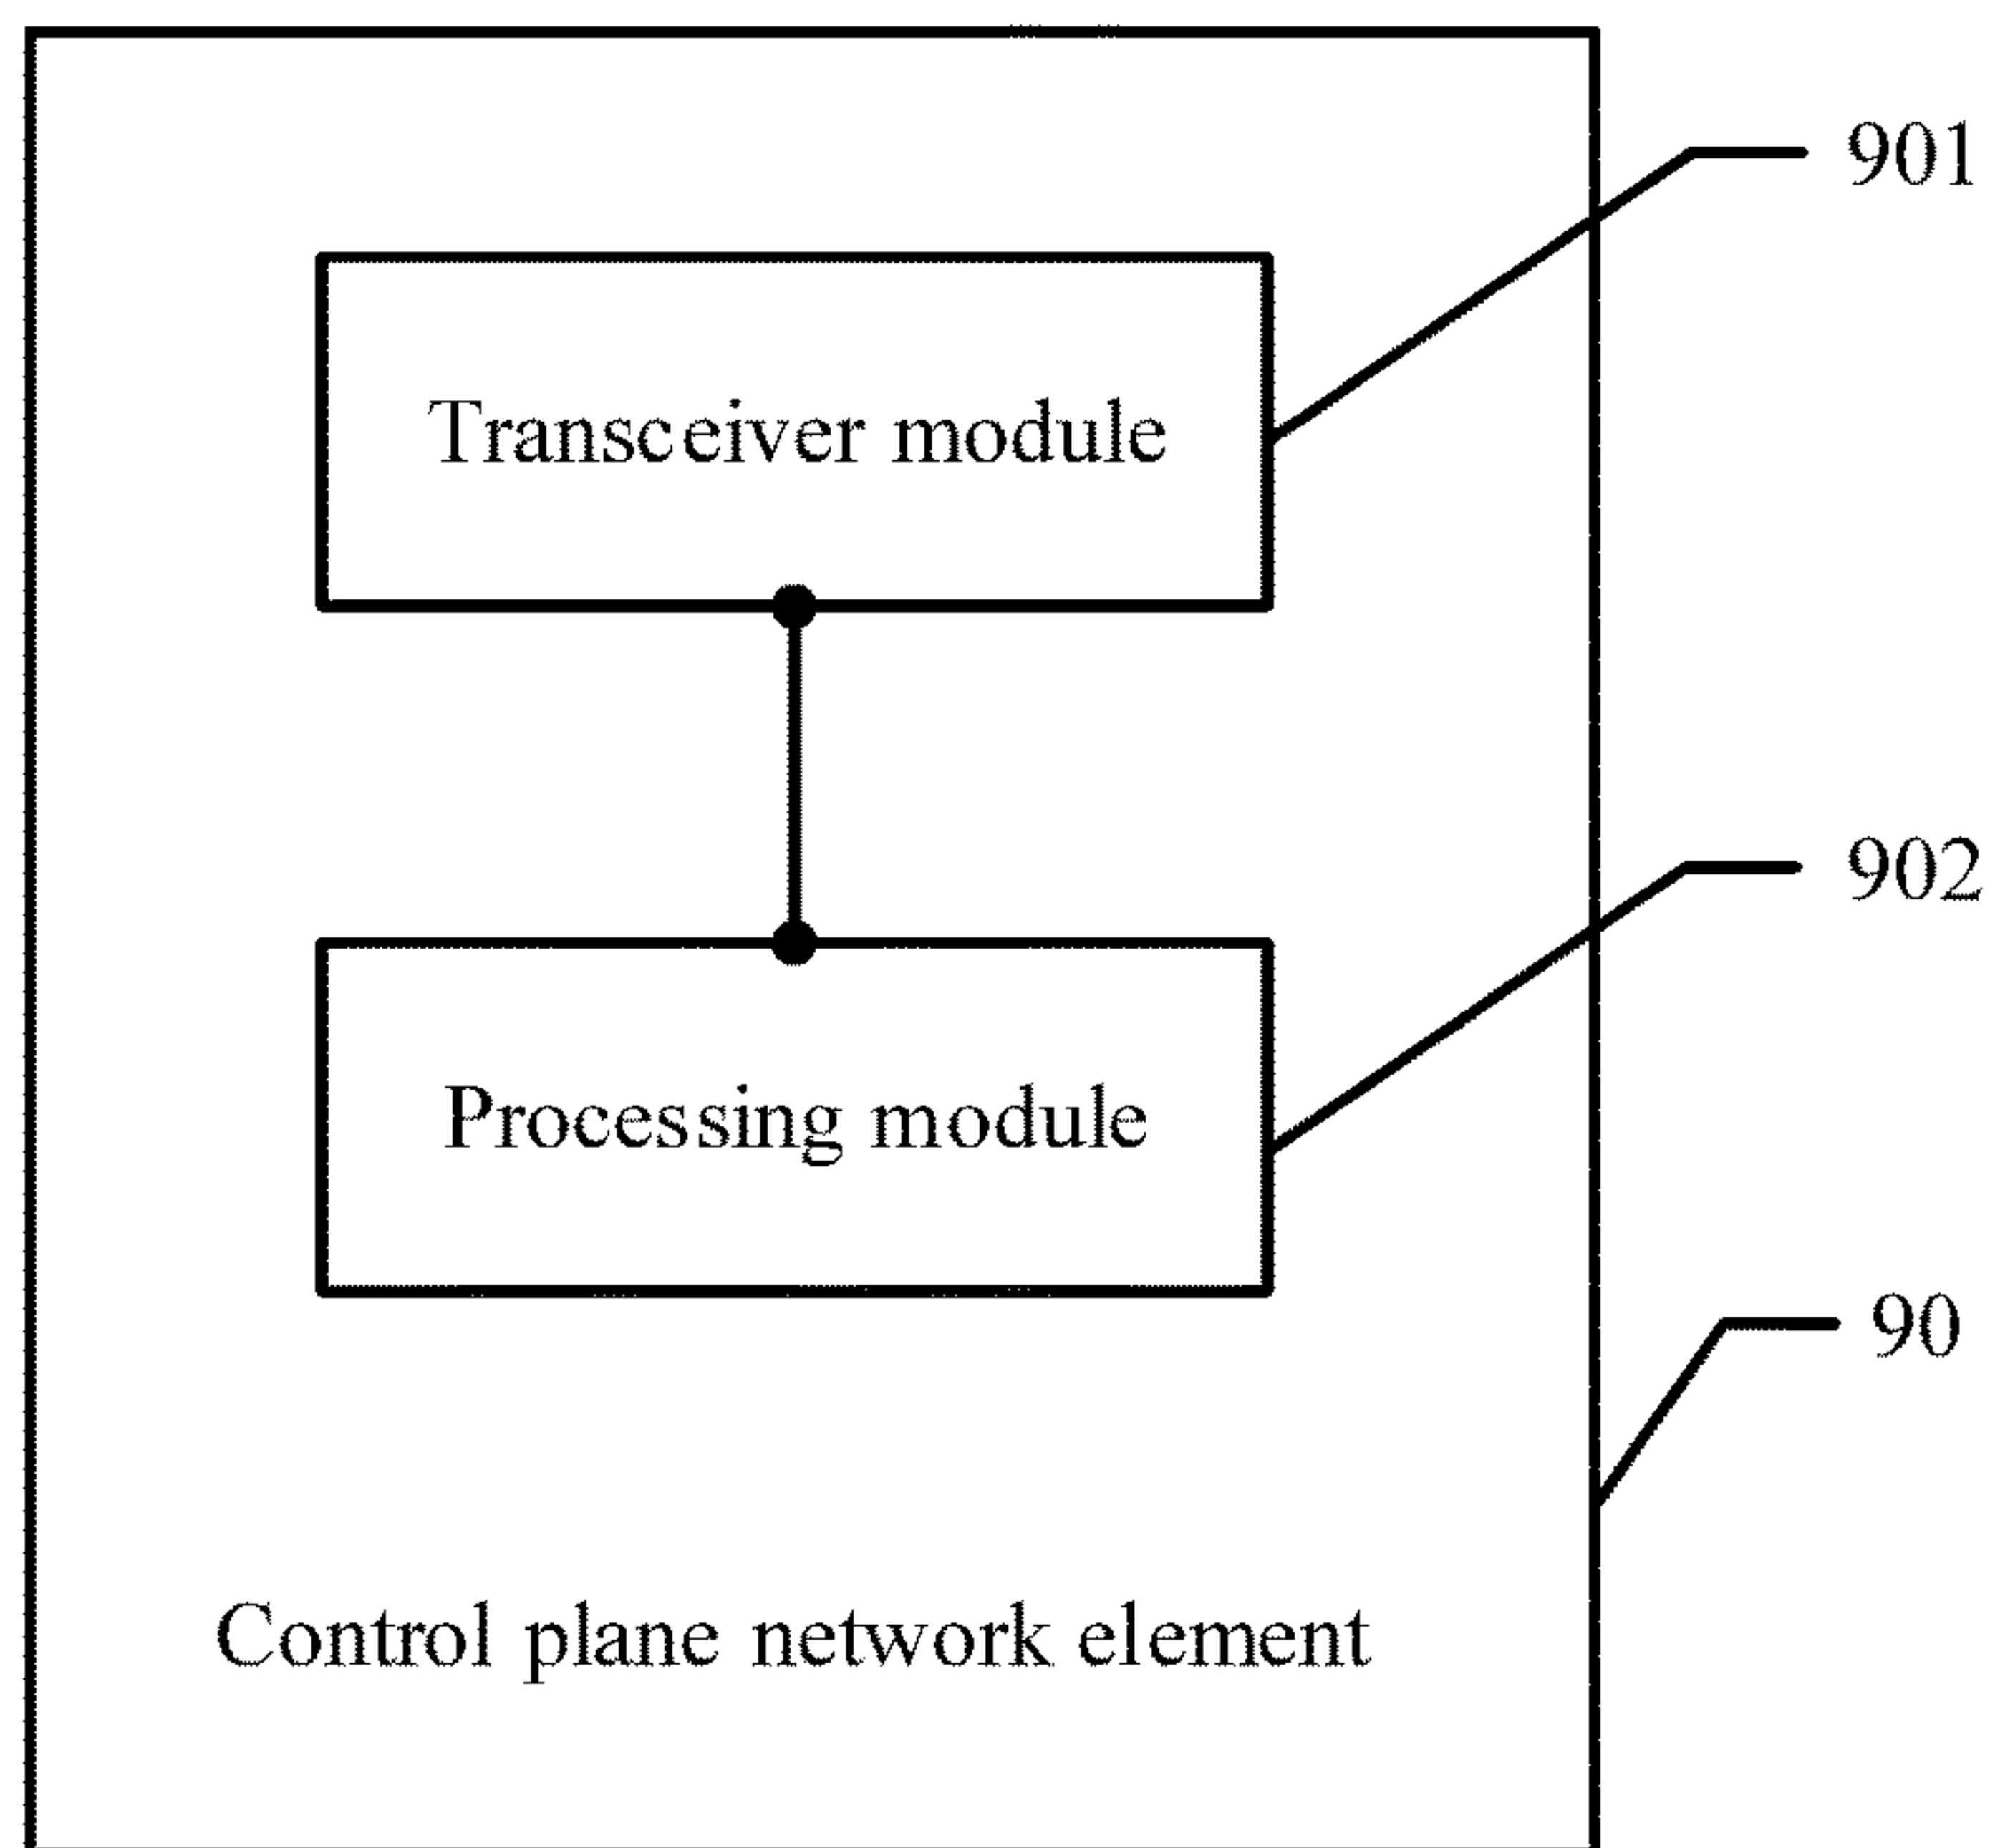 901
Transceiver module
902
Processing module
90
Control plane network element